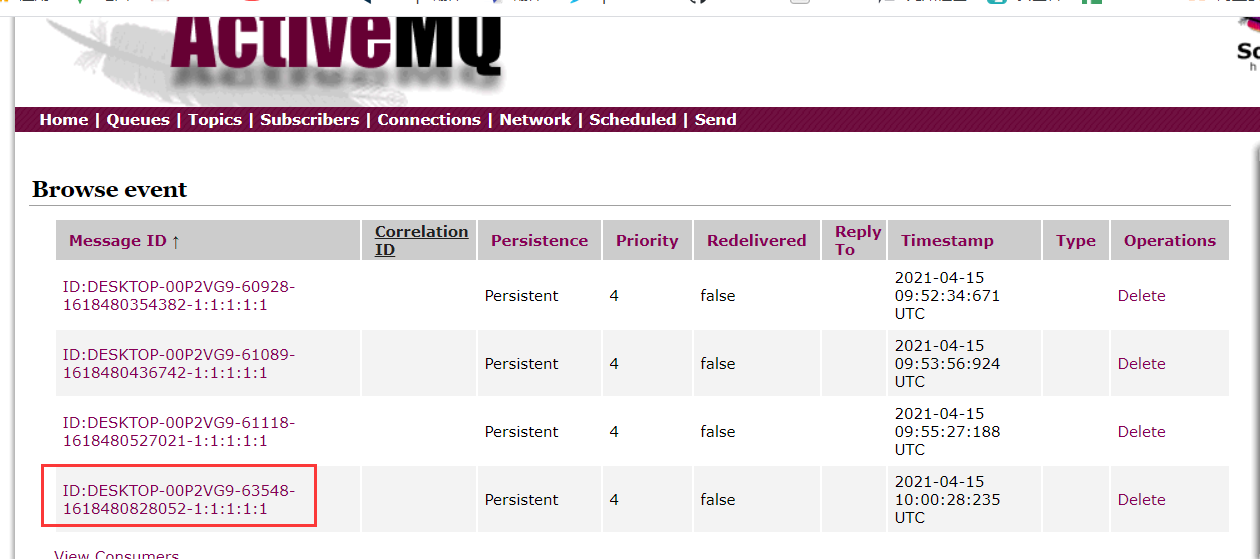 ActiveMQ
Home | Queues | Topics | Subscribers | Connections | Network | Scheduled | Send
Browse event
Message ID ↑ Correlation ID Persistence Priority Redelivered Reply To Timestamp Type Operations
ID:DESKTOP-00P2VG9-60928-
1618480354382-1:1:1:1:1 Persistent 4 false 2021-04-15
09:52:34:671
UTC Delete
ID:DESKTOP-00P2VG9-61089-
1618480436742-1:1:1:1:1 Persistent 4 false 2021-04-15
09:53:56:924
UTC Delete
ID:DESKTOP-00P2VG9-61118-
1618480527021-1:1:1:1:1 Persistent 4 false 2021-04-15
09:55:27:188
UTC Delete
ID:DESKTOP-00P2VG9-63548-
1618480828052-1:1:1:1:1 Persistent 4 false 2021-04-15
10:00:28:235
UTC Delete
View Consumers